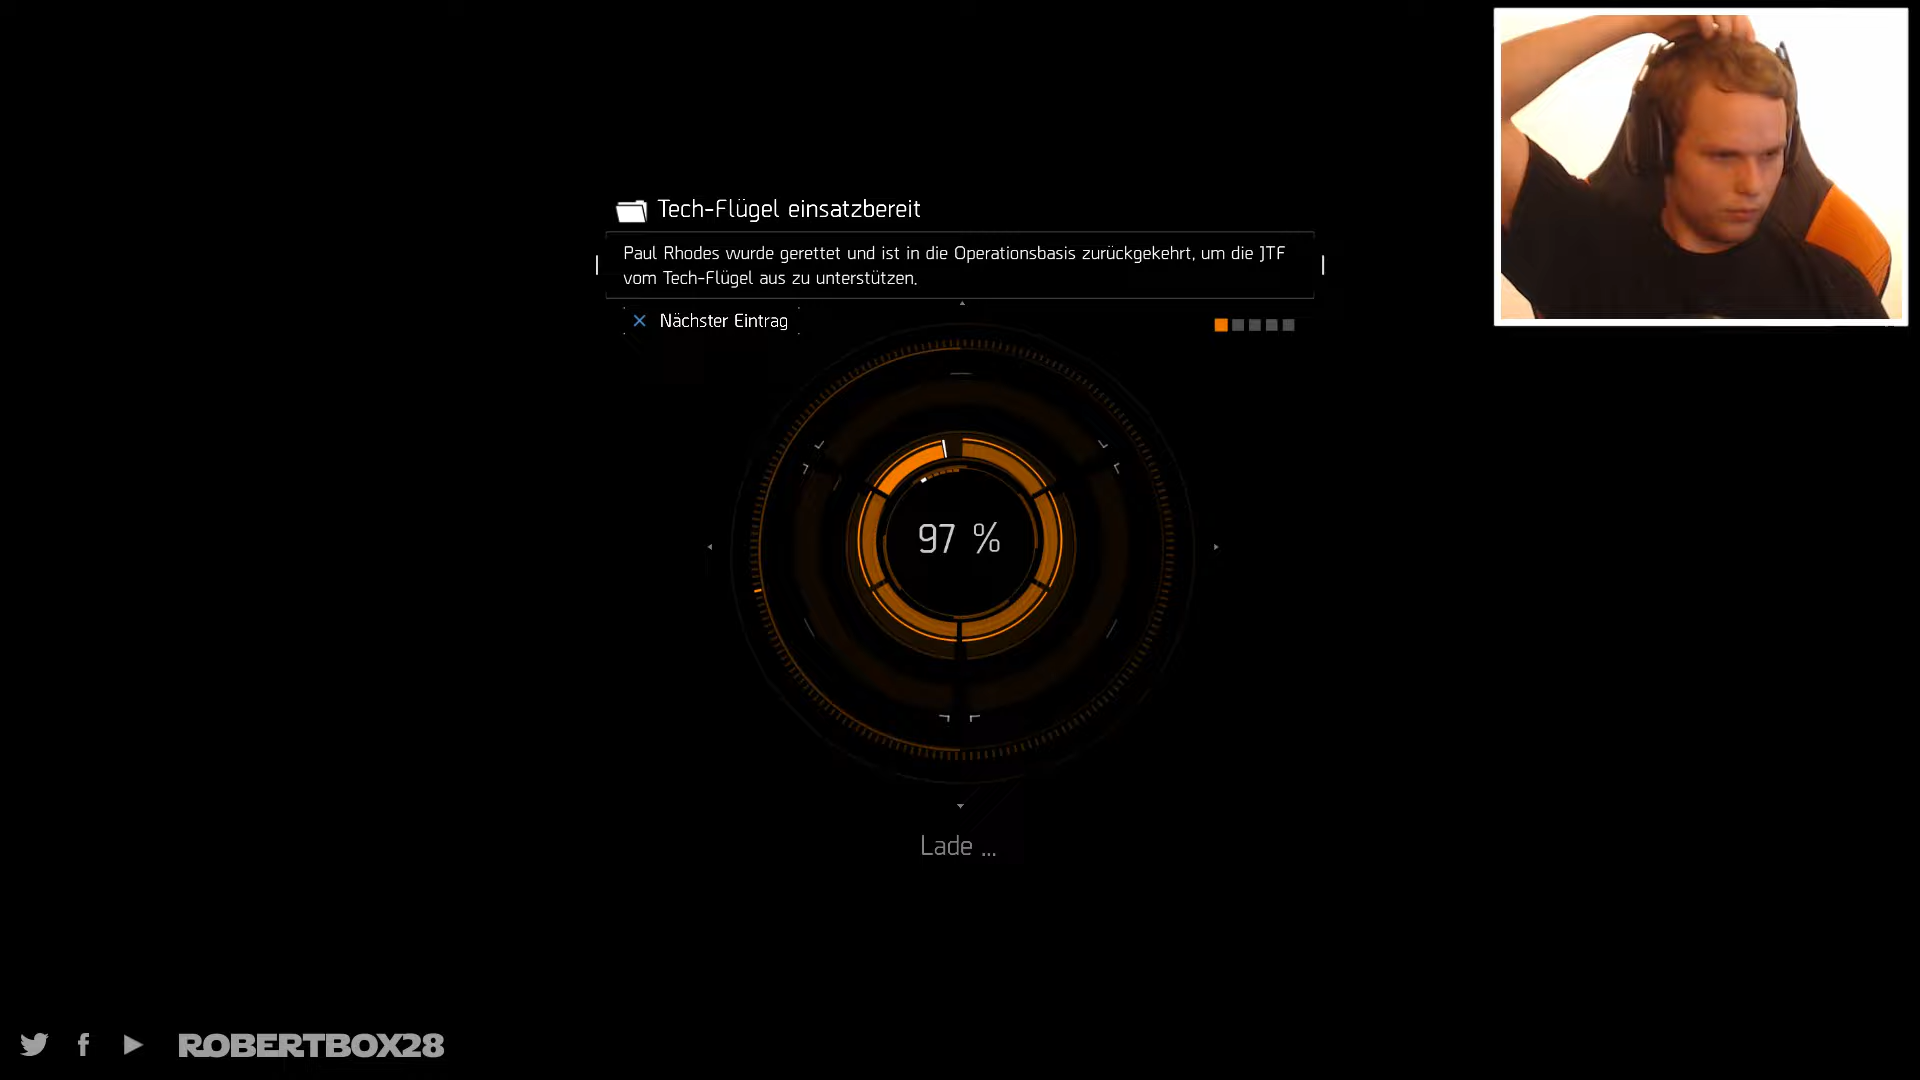 Tech-Flügel einsatzbereit
Paul Rhodes wurde gerettet und ist in die Operationsbasis zurückgekehrt, um die JTF
vom Tech-Flügel aus zu unterstützen.
Nächster Eintrag
97 %
Lade ...
ROBERTBOX28